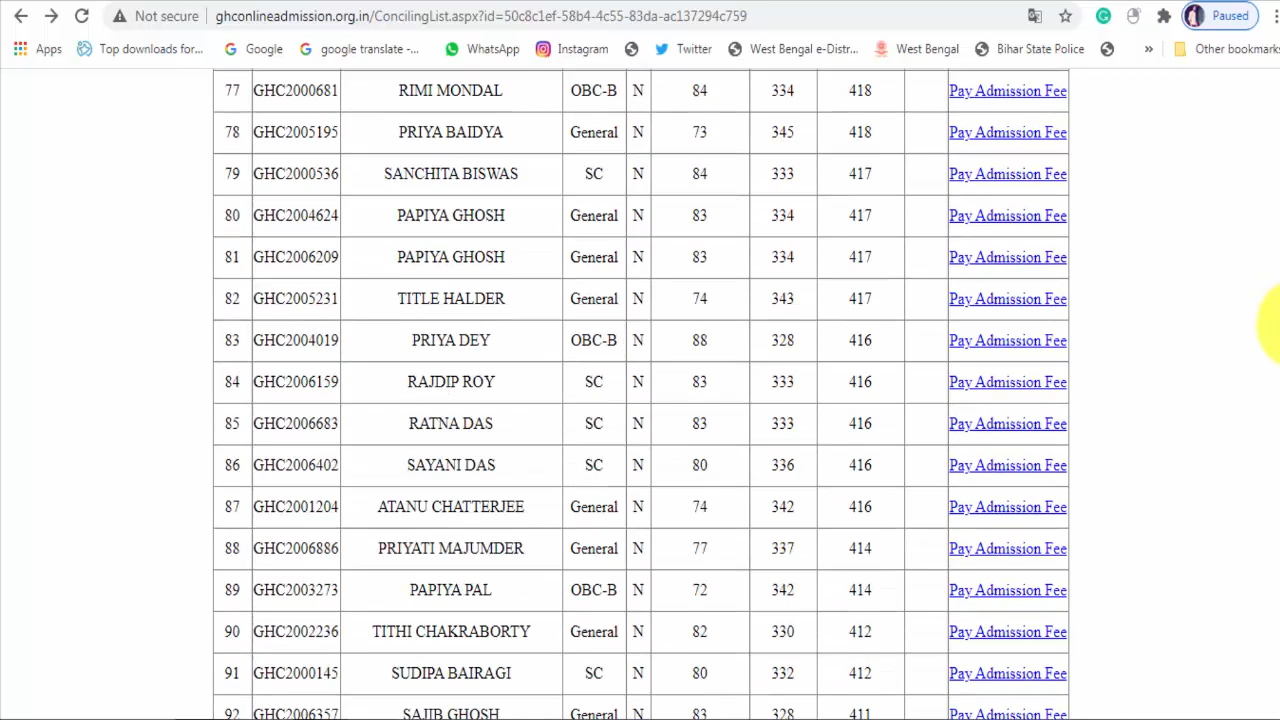 Not secure ghconlineadmission.org.in/ConcilingList.aspx?id=50c8c1ef-58b4-4c55-83da-ac137294c759 Paused
Apps Top downloads for... Google google translate -... WhatsApp Instagram Twitter West Bengal e-Distr... West Bengal Bihar State Police » Other bookmarks
77 GHC2000681 RIMI MONDAL OBC-B N 84 334 418 Pay Admission Fee
78 GHC2005195 PRIYA BAIDYA General N 73 345 418 Pay Admission Fee
79 GHC2000536 SANCHITA BISWAS SC N 84 333 417 Pay Admission Fee
80 GHC2004624 PAPIYA GHOSH General N 83 334 417 Pay Admission Fee
81 GHC2006209 PAPIYA GHOSH General N 83 334 417 Pay Admission Fee
82 GHC2005231 TITLE HALDER General N 74 343 417 Pay Admission Fee
83 GHC2004019 PRIYA DEY OBC-B N 88 328 416 Pay Admission Fee
84 GHC2006159 RAJDIP ROY SC N 83 333 416 Pay Admission Fee
85 GHC2006683 RATNA DAS SC N 83 333 416 Pay Admission Fee
86 GHC2006402 SAYANI DAS SC N 80 336 416 Pay Admission Fee
87 GHC2001204 ATANU CHATTERJEE General N 74 342 416 Pay Admission Fee
88 GHC2006886 PRIYATI MAJUMDER General N 77 337 414 Pay Admission Fee
89 GHC2003273 PAPIYA PAL OBC-B N 72 342 414 Pay Admission Fee
90 GHC2002236 TITHI CHAKRABORTY General N 82 330 412 Pay Admission Fee
91 GHC2000145 SUDIPA BAIRAGI SC N 80 332 412 Pay Admission Fee
92 GHC2006357 SAJIB GHOSH General N 83 328 411 Pay Admission Fee